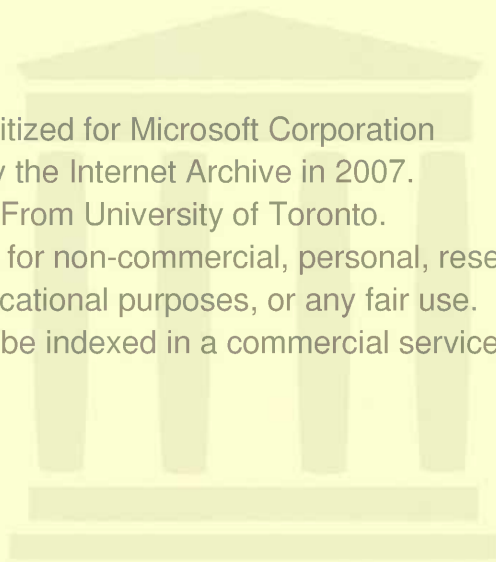 itized for Microsoft Corporation
y the Internet Archive in 2007.
From University of Toronto.
for non-commercial, personal, rese
cational purposes, or any fair use.
be indexed in a commercial service